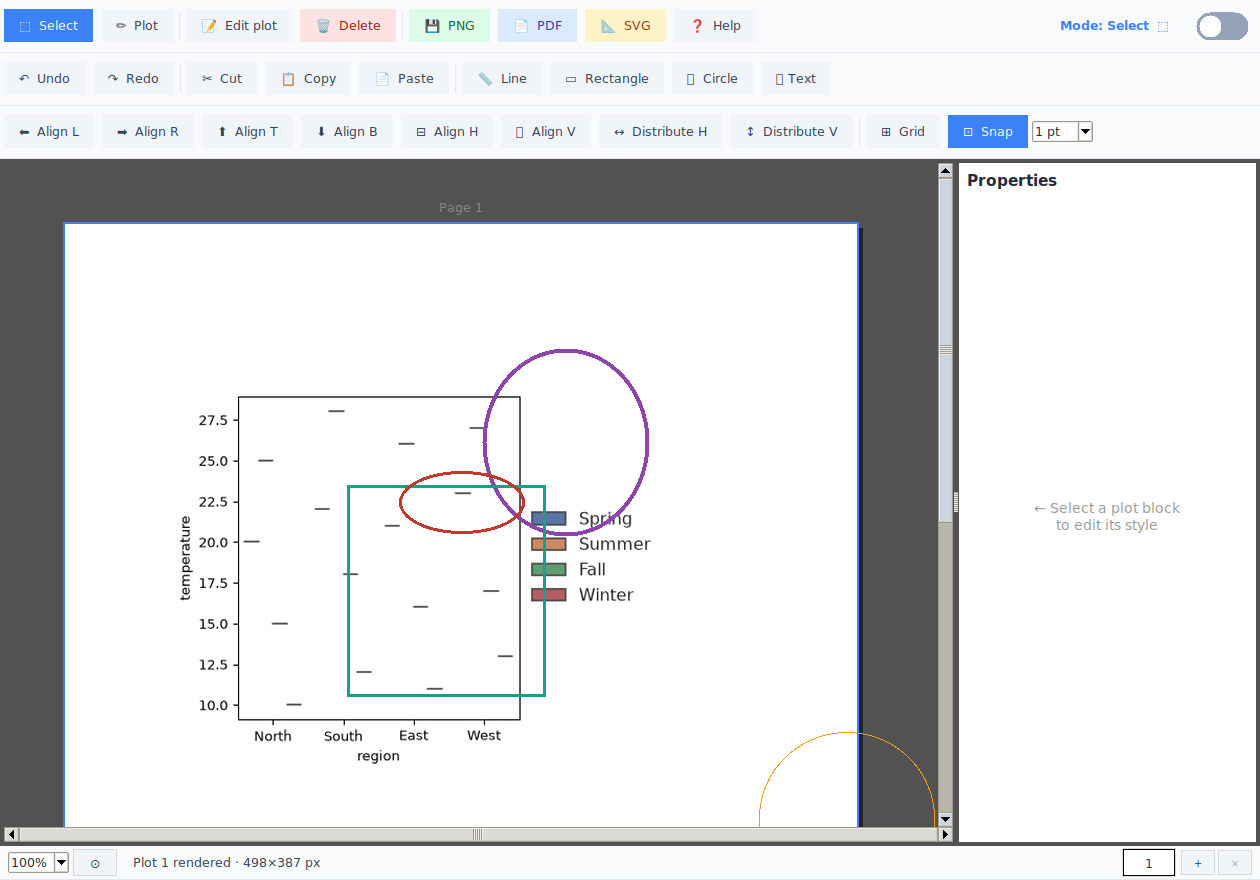 Select Plot Edit plot Delete PNG PDF SVG Help Mode: Select
Undo Redo Cut Copy Paste Line Rectangle Circle Text
Align L Align R Align T Align B Align H Align V Distribute H Distribute V Grid Snap 1 pt
Properties
Page 1
27.5
25.0
22.5
20.0
17.5
15.0
12.5
10.0
temperature
North South East West
region
Spring
Summer
Fall
Winter
← Select a plot block
to edit its style
100% Plot 1 rendered · 498×387 px 1 + ×